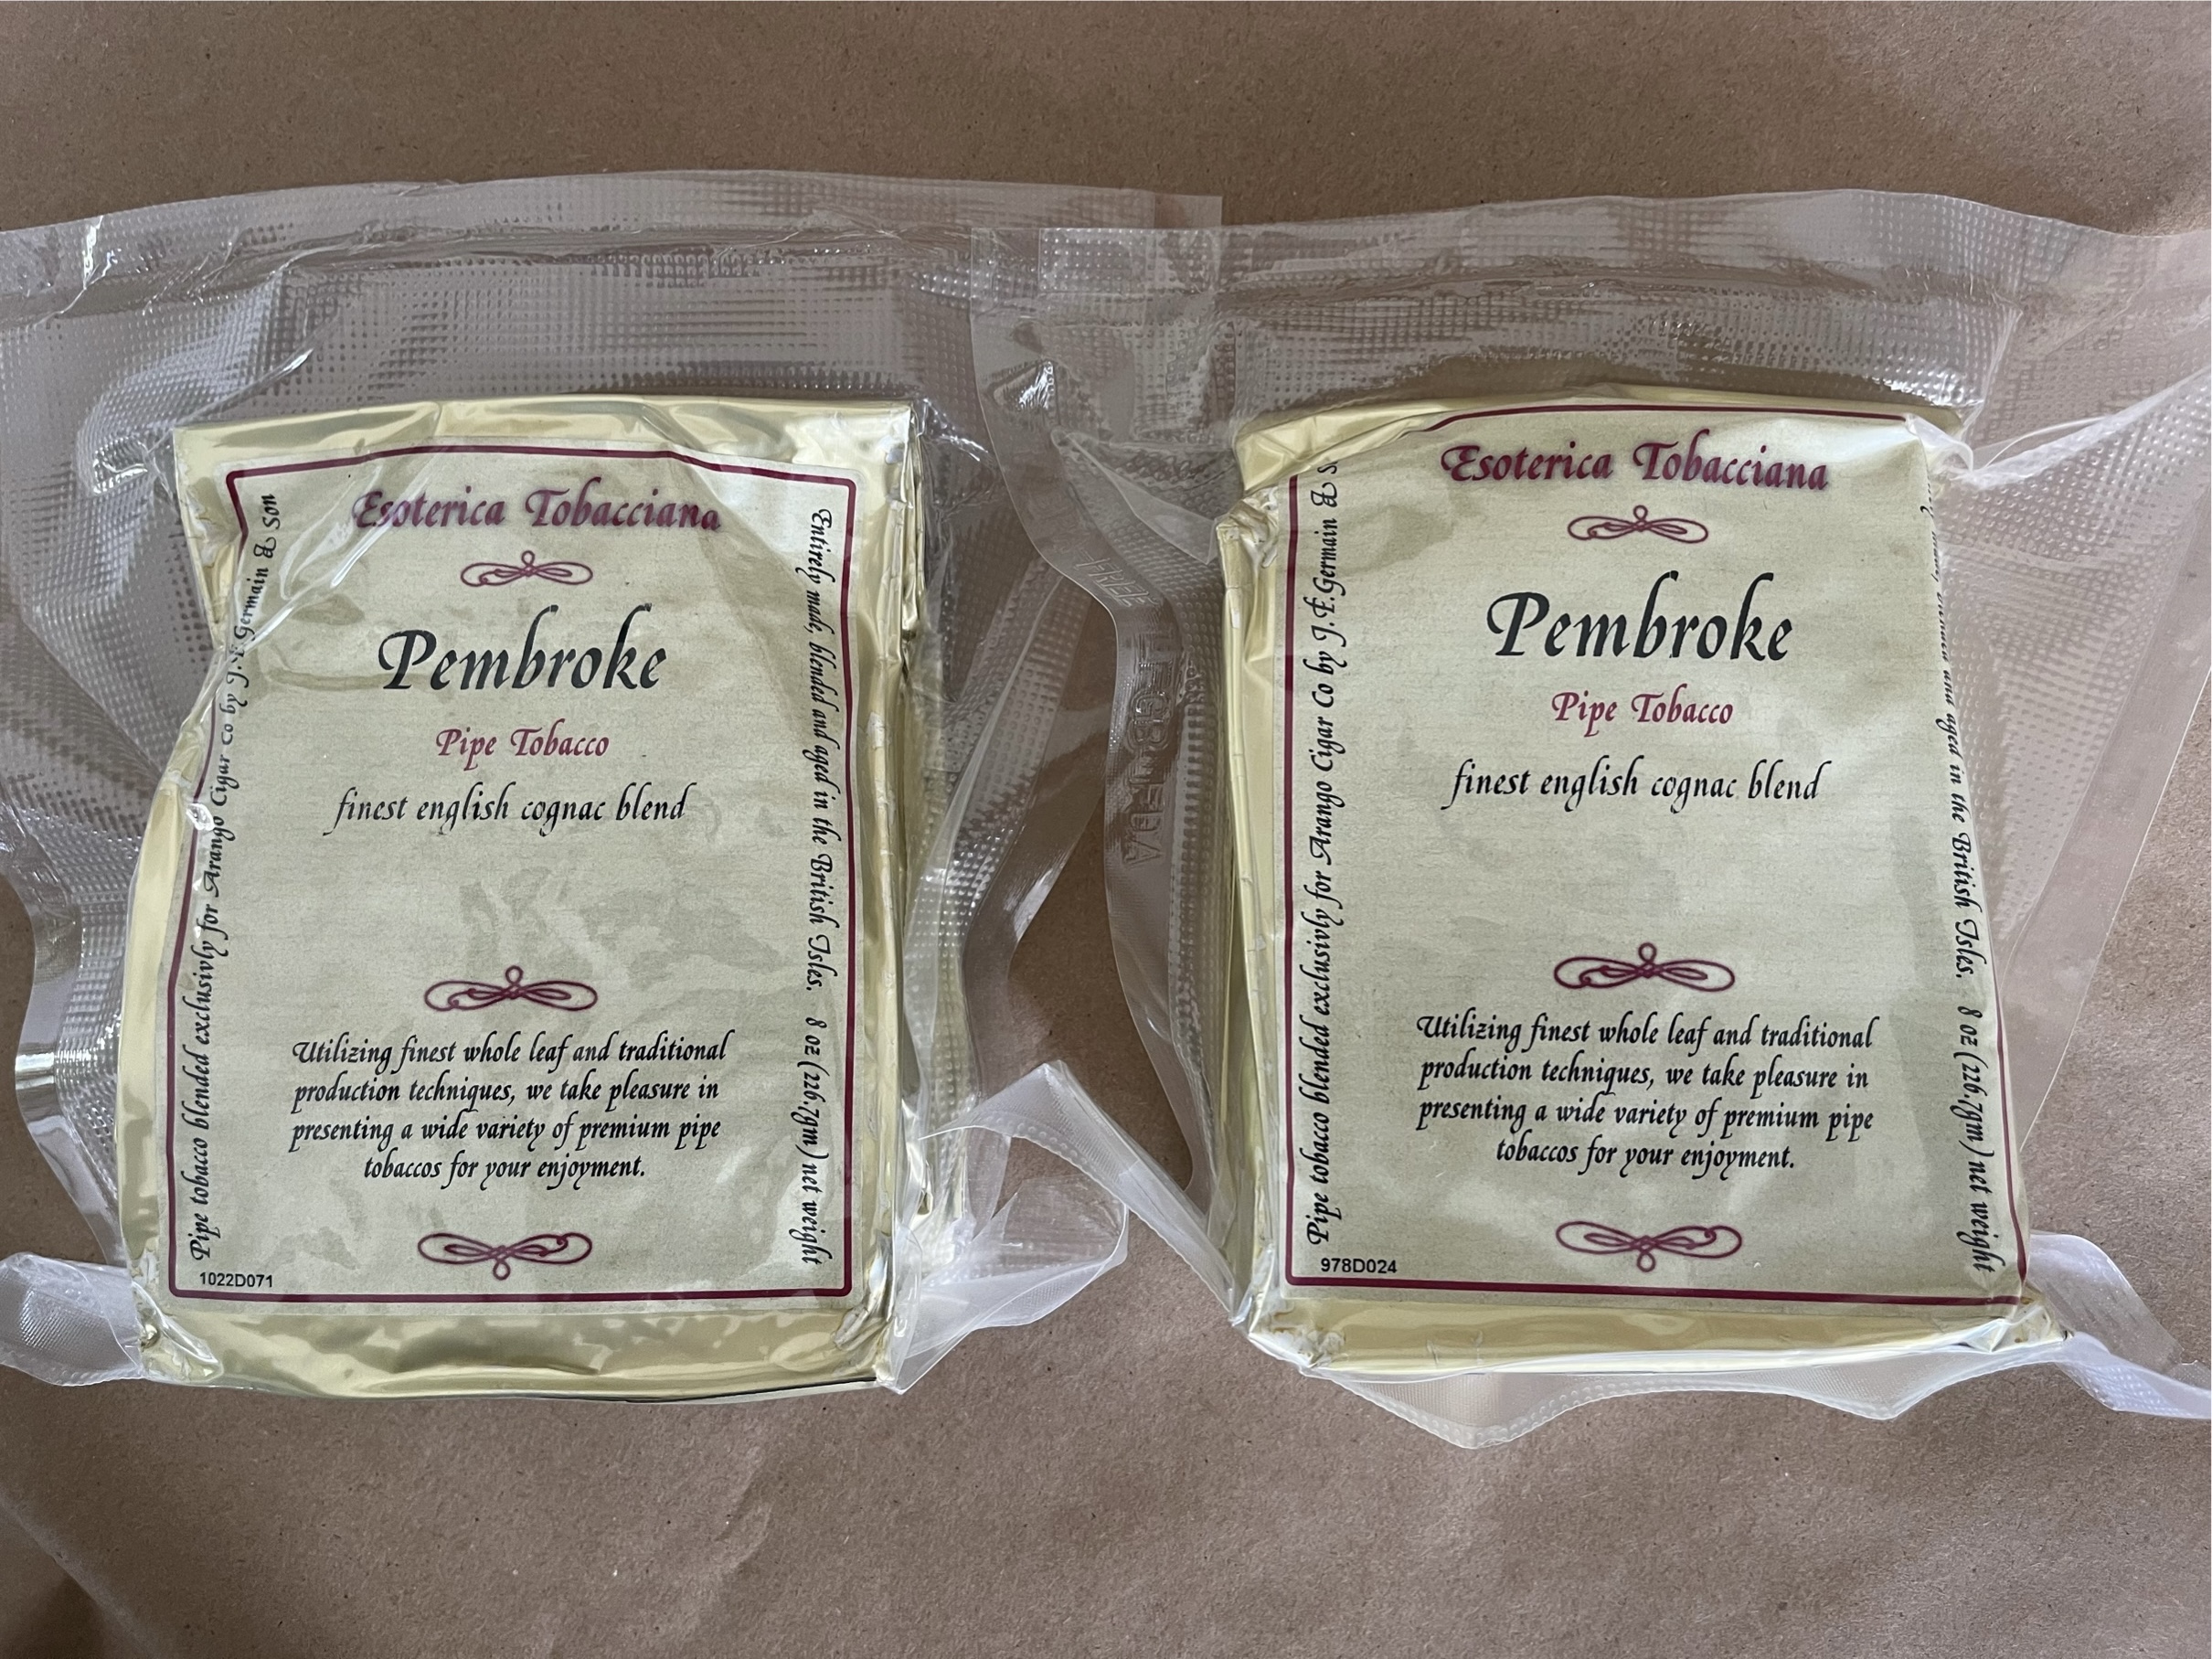 Esoterica Tobacciana
Pembroke
Pipe Tobacco
finest english cognac blend
Utilizing finest whole leaf and traditional
production techniques, we take pleasure in
presenting a wide variety of premium pipe
tobaccos for your enjoyment.
Pipe tobacco blended exclusivly for Arango Cigar Co by J.F.Germain & Son
Entirely made, blended and aged in the British Isles. 8 oz (226.7gm) net weight
1022D071
Esoterica Tobacciana
Pembroke
Pipe Tobacco
finest english cognac blend
Utilizing finest whole leaf and traditional
production techniques, we take pleasure in
presenting a wide variety of premium pipe
tobaccos for your enjoyment.
Pipe tobacco blended exclusivly for Arango Cigar Co by J.F.Germain & S
and aged in the British Isles. 8 oz (226.7gm) net weight
978D024